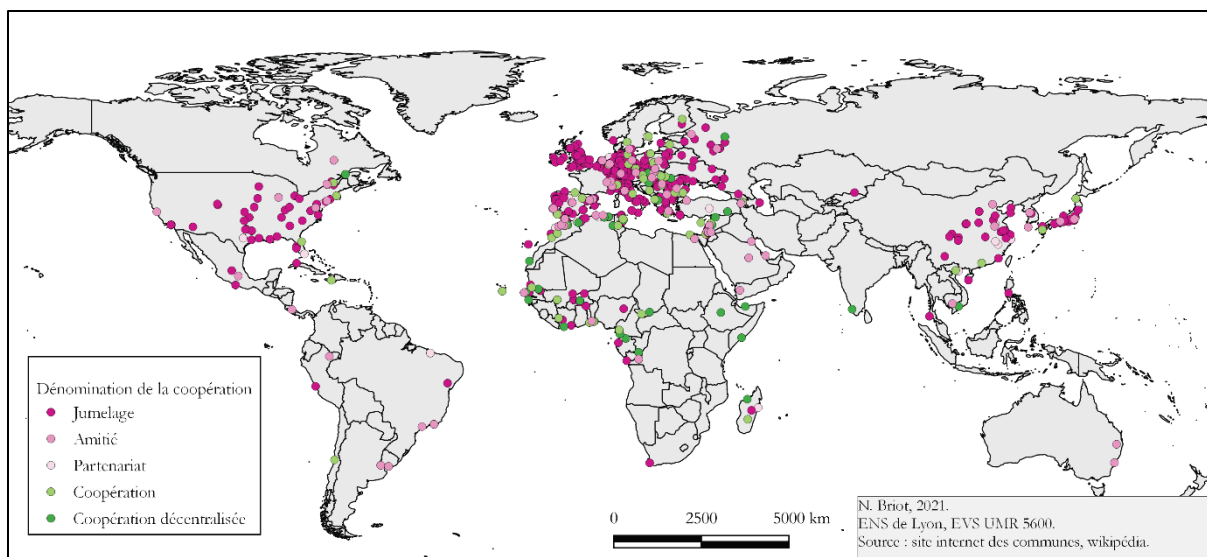 Dénomination de la coopération
Jumelage
Amitié
Partenariat
Coopération
Coopération décentralisée
0 2500 5000 km
N. Briot, 2021.
ENS de Lyon, EVS UMR 5600.
Source : site internet des communes, wikipédia.